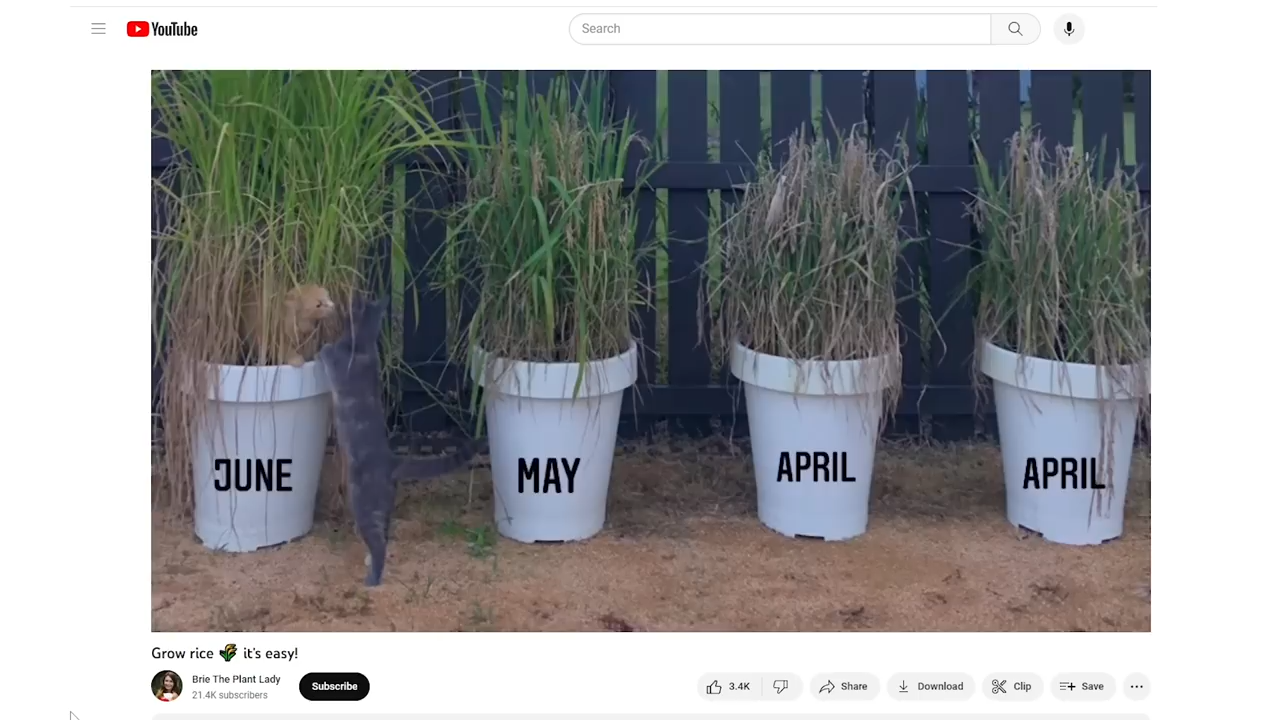 YouTube
Search
JUNE
MAY
APRIL
APRIL
Grow rice 🌾 it's easy!
Brie The Plant Lady
21.4K subscribers
Subscribe
3.4K
Share
Download
Clip
Save